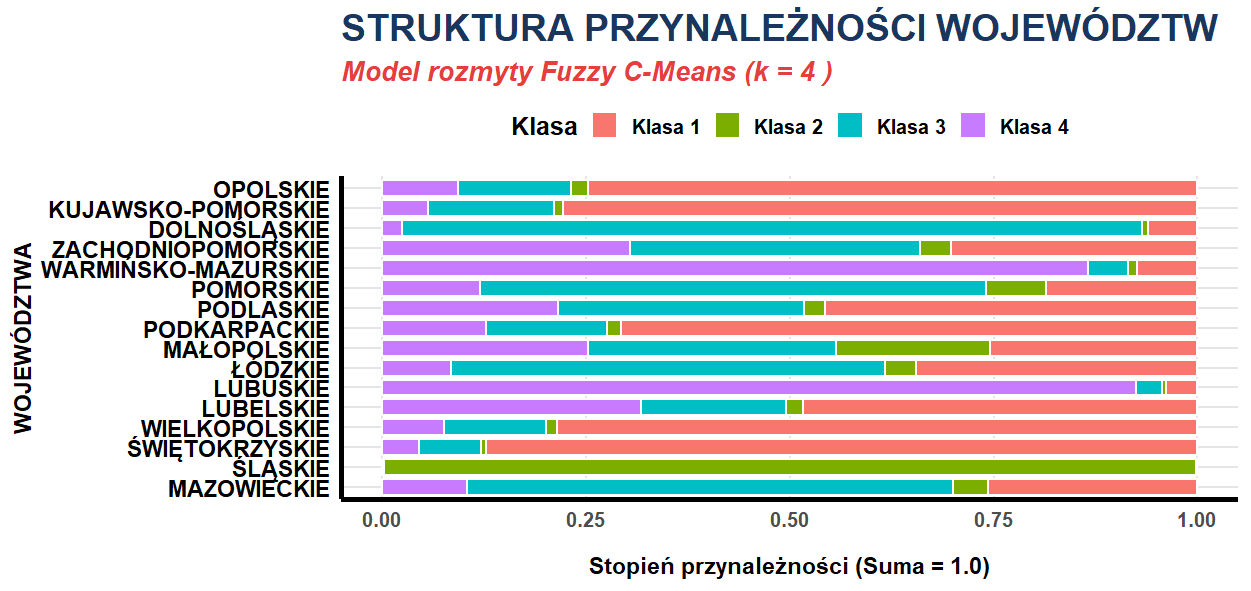 STRUKTURA PRZYNALEŻNOŚCI WOJEWÓDZTW
Model rozmyty Fuzzy C-Means (k = 4 )
Klasa Klasa 1 Klasa 2 Klasa 3 Klasa 4
WOJEWÓDZTWA
OPOLSKIE
KUJAWSKO-POMORSKIE
DOLNOŚLĄSKIE
ZACHODNIOPOMORSKIE
WARMIŃSKO-MAZURSKIE
POMORSKIE
PODLASKIE
PODKARPACKIE
MAŁOPOLSKIE
ŁÓDZKIE
LUBUSKIE
LUBELSKIE
WIELKOPOLSKIE
ŚWIĘTOKRZYSKIE
ŚLĄSKIE
MAZOWIECKIE
0.00 0.25 0.50 0.75 1.00
Stopień przynależności (Suma = 1.0)